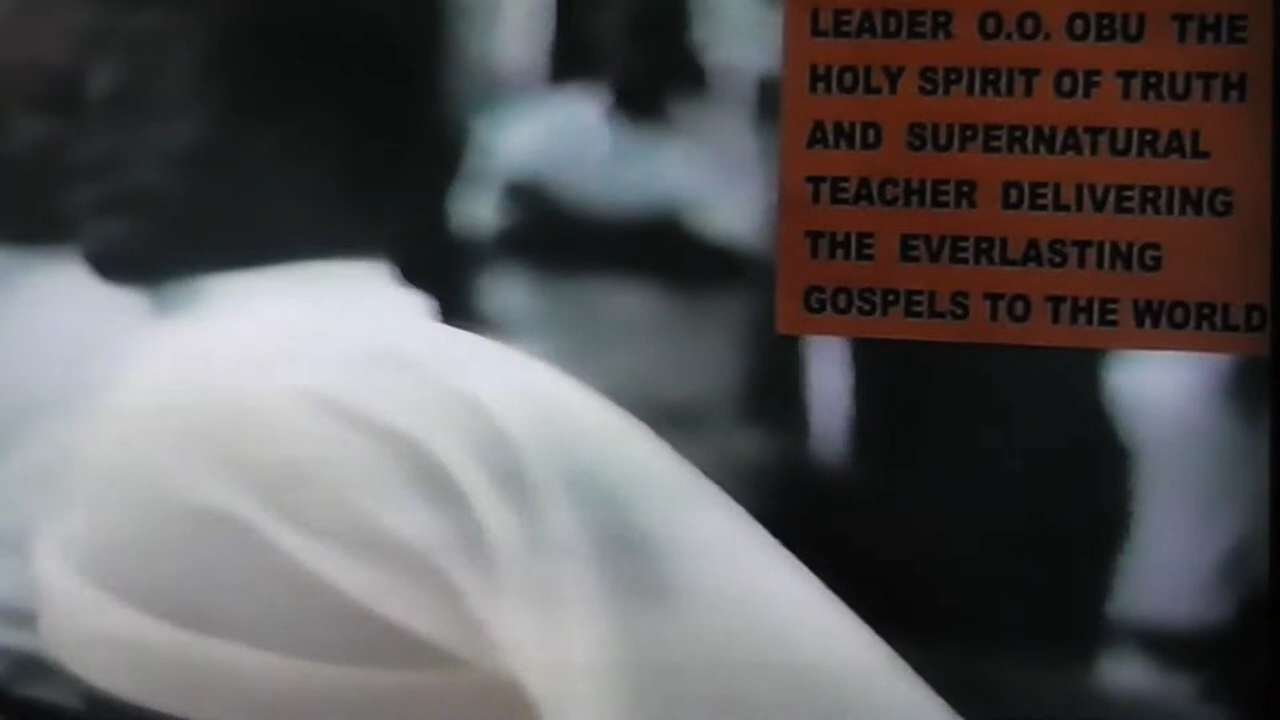 LEADER O.O. OBU THE
HOLY SPIRIT OF TRUTH
AND SUPERNATURAL
TEACHER DELIVERING
THE EVERLASTING
GOSPELS TO THE WORLD